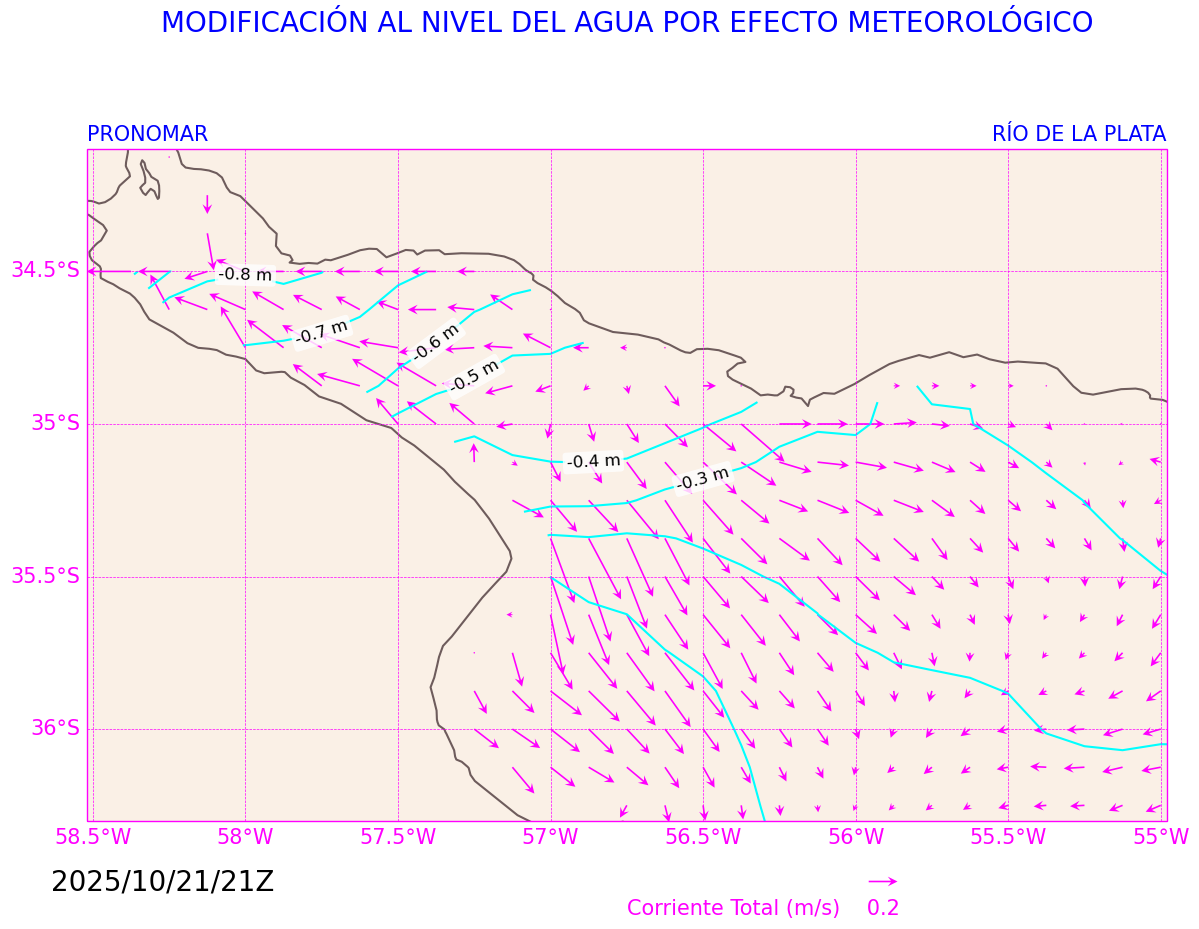 MODIFICACIÓN AL NIVEL DEL AGUA POR EFECTO METEOROLÓGICO
PRONOMAR
RÍO DE LA PLATA
34.5°S
35°S
35.5°S
36°S
-0.8 m
-0.7 m
-0.6 m
-0.5 m
-0.4 m
-0.3 m
58.5°W 58°W 57.5°W 57°W 56.5°W 56°W 55.5°W 55°W
2025/10/21/21Z
Corriente Total (m/s) 0.2